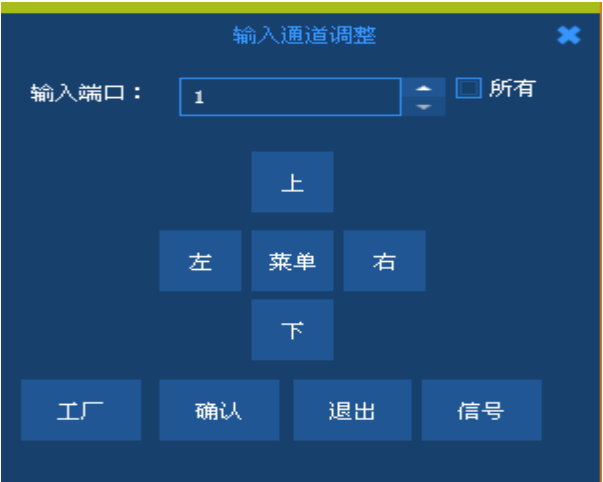 输入通道调整
输入端口： 1 所有
上
左 菜单 右
下
工厂 确认 退出 信号